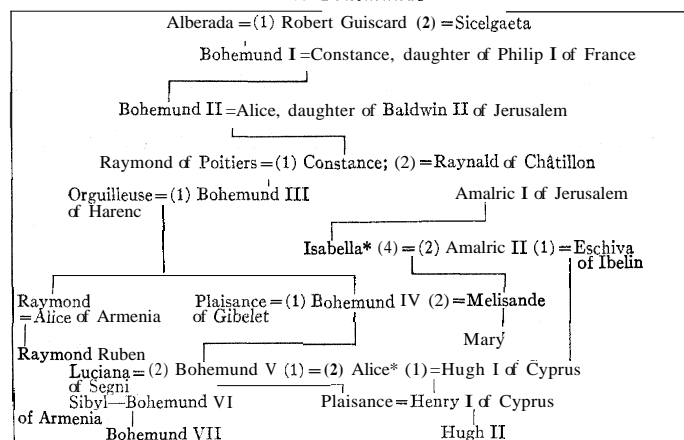 Alberada = (1) Robert Guiscard (2) = Sicelgaeta
Bohemund I = Constance, daughter of Philip I of France
Bohemund II = Alice, daughter of Baldwin II of Jerusalem
Raymond of Poitiers = (1) Constance; (2) = Raynald of Châtillon
Orguilleuse = (1) Bohemund III Amalric I of Jerusalem
of Harenc
Isabella* (4) = (2) Amalric II (1) = Eschiva
of Ibelin
Raymond Plaisance = (1) Bohemund IV (2) = Melisande
= Alice of Armenia of Gibelet
Mary
Raymond Ruben
Luciana = (2) Bohemund V (1) = (2) Alice* (1) = Hugh I of Cyprus
of Segni
Sibyl—Bohemund VI Plaisance = Henry I of Cyprus
of Armenia
Bohemund VII Hugh II